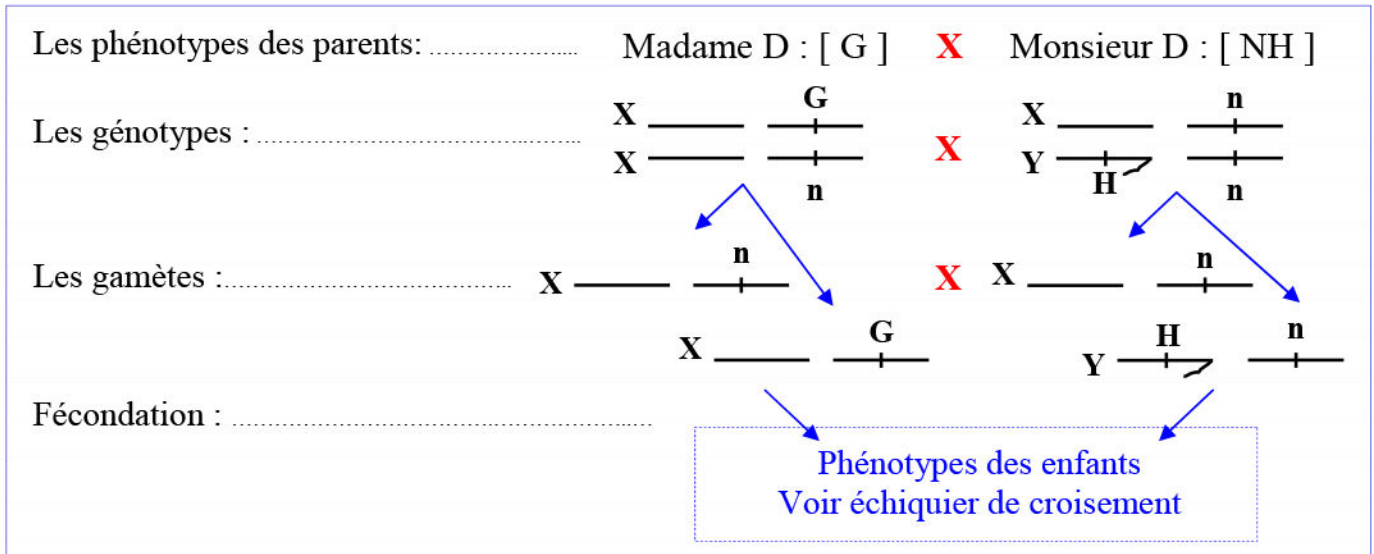 Les phénotypes des parents: ........................ Madame D : [ G ] X Monsieur D : [ NH ]
G n
X X
Les génotypes : ................................................ X
X Y
n H n
n n
Les gamètes :........................................ X X X
G H n
X Y
Fécondation : ............................................................
Phénotypes des enfants
Voir échiquier de croisement